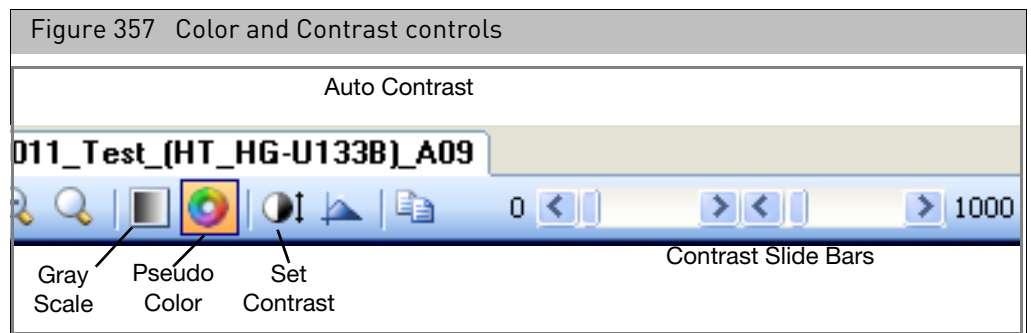 Figure 357 Color and Contrast controls
Auto Contrast
011_Test_(HT_HG-U133B)_A09
0
1000
Contrast Slide Bars
Gray Scale
Pseudo Color
Set Contrast